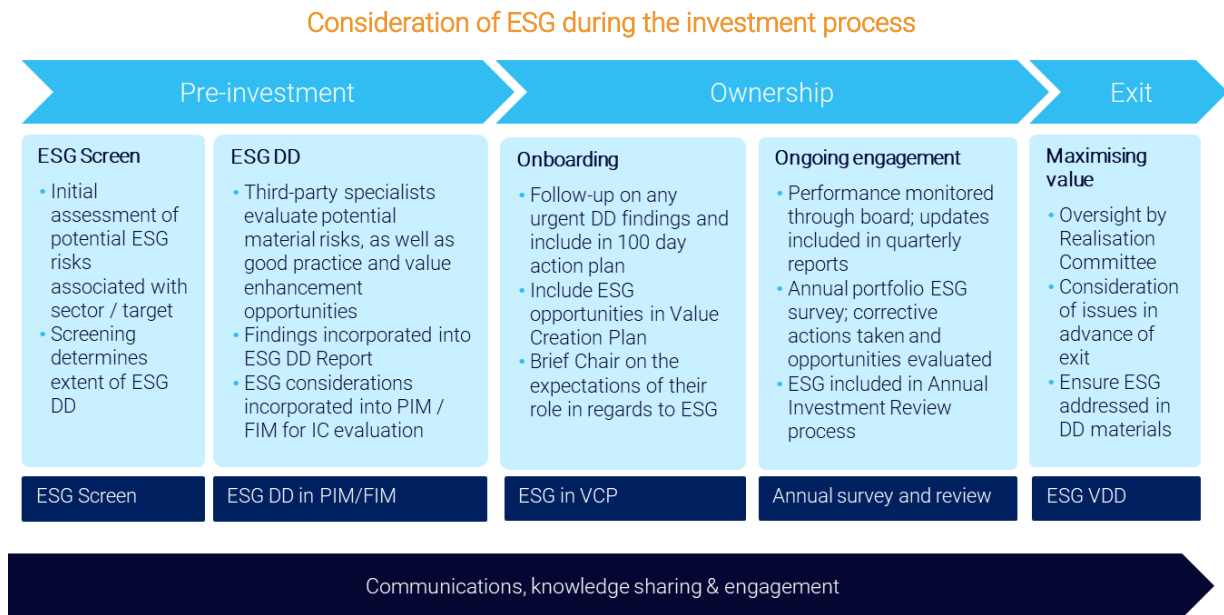 Consideration of ESG during the investment process
Pre-investment
Ownership
Exit
ESG Screen
• Initial
assessment of
potential ESG
risks
associated with
sector / target
• Screening
determines
extent of ESG
DD
ESG DD
• Third-party specialists
evaluate potential
material risks, as well as
good practice and value
enhancement
opportunities
• Findings incorporated into
ESG DD Report
• ESG considerations
incorporated into PIM /
FIM for IC evaluation
Onboarding
• Follow-up on any
urgent DD findings and
include in 100 day
action plan
• Include ESG
opportunities in Value
Creation Plan
• Brief Chair on the
expectations of their
role in regards to ESG
Ongoing engagement
• Performance monitored
through board; updates
included in quarterly
reports
• Annual portfolio ESG
survey; corrective
actions taken and
opportunities evaluated
• ESG included in Annual
Investment Review
process
Maximising
value
• Oversight by
Realisation
Committee
• Consideration
of issues in
advance of
exit
• Ensure ESG
addressed in
DD materials
ESG Screen
ESG DD in PIM/FIM
ESG in VCP
Annual survey and review
ESG VDD
Communications, knowledge sharing & engagement